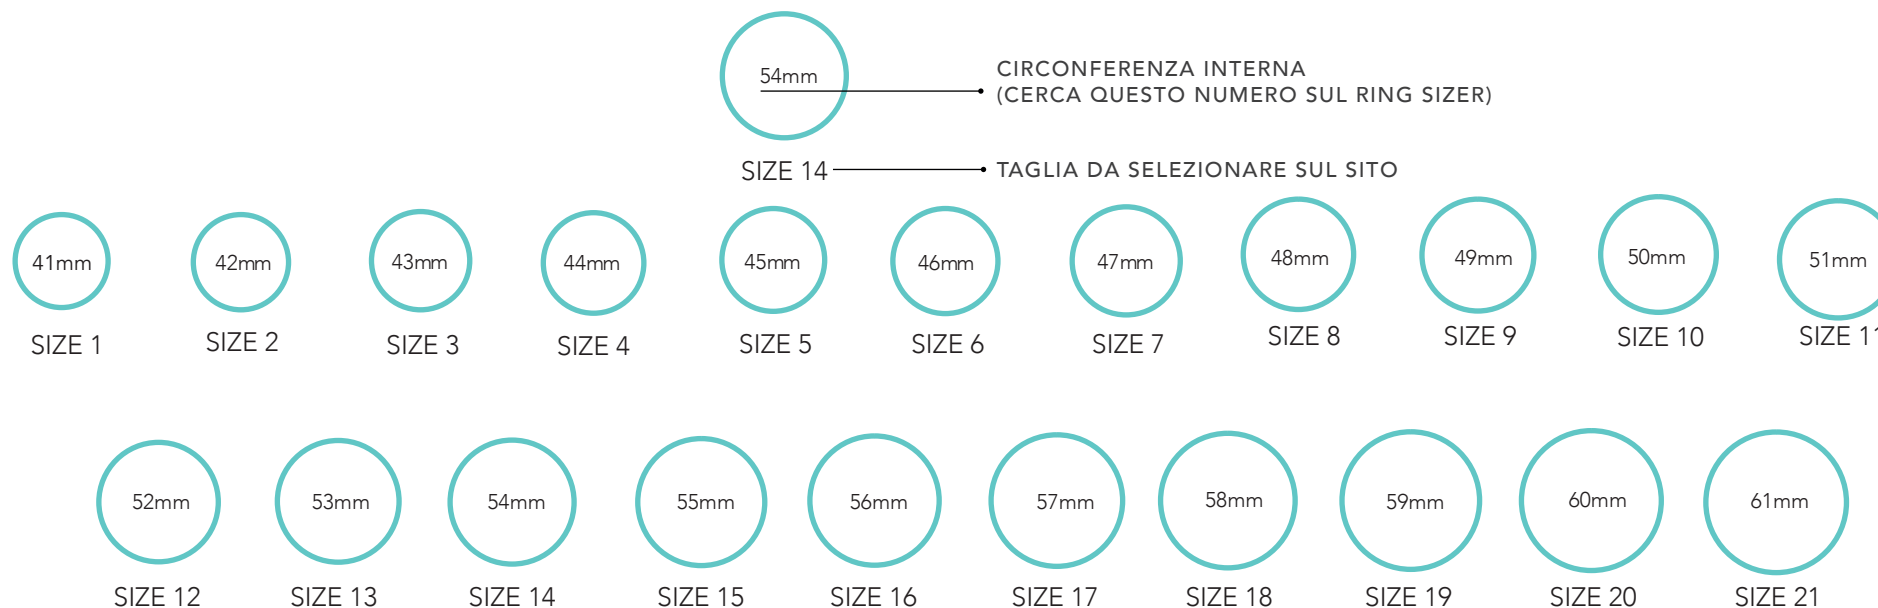 54mm
CIRCONFERENZA INTERNA
(CERCA QUESTO NUMERO SUL RING SIZER)
SIZE 14
TAGLIA DA SELEZIONARE SUL SITO
41mm
42mm
43mm
44mm
45mm
46mm
47mm
48mm
49mm
50mm
51mm
SIZE 1
SIZE 2
SIZE 3
SIZE 4
SIZE 5
SIZE 6
SIZE 7
SIZE 8
SIZE 9
SIZE 10
SIZE 11
52mm
53mm
54mm
55mm
56mm
57mm
58mm
59mm
60mm
61mm
SIZE 12
SIZE 13
SIZE 14
SIZE 15
SIZE 16
SIZE 17
SIZE 18
SIZE 19
SIZE 20
SIZE 21